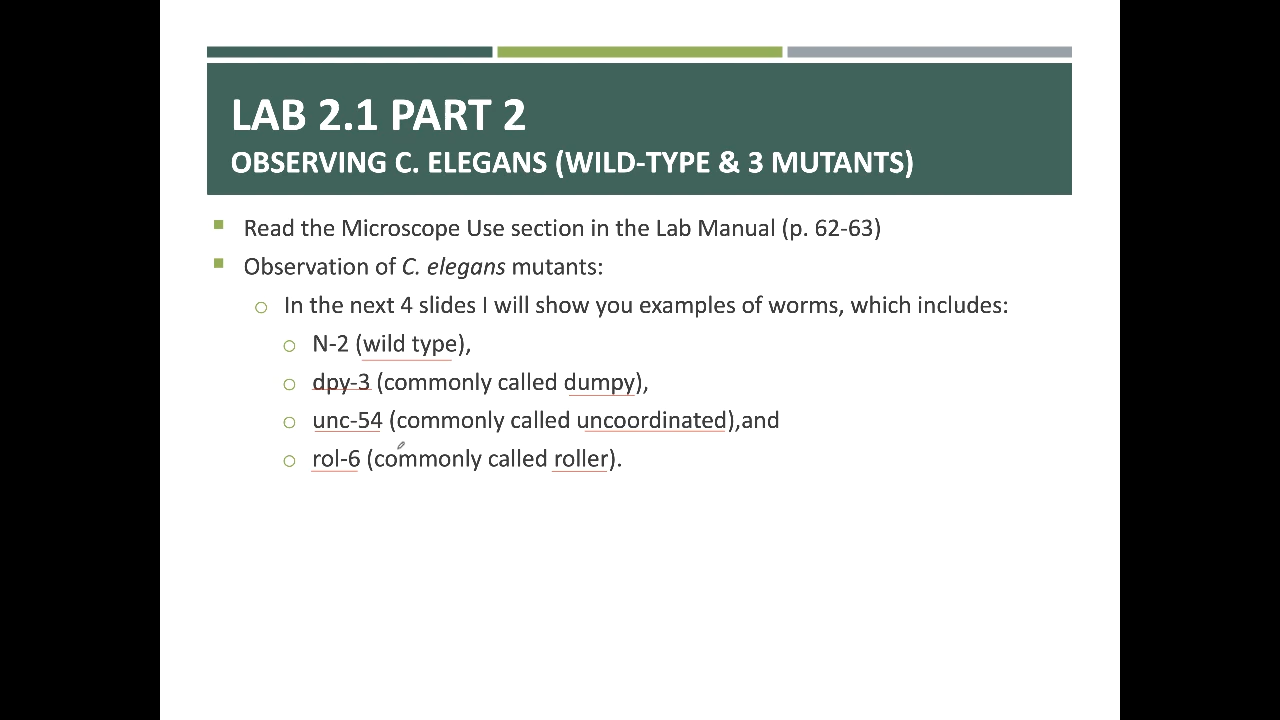 LAB 2.1 PART 2
OBSERVING C. ELEGANS (WILD-TYPE & 3 MUTANTS)
Read the Microscope Use section in the Lab Manual (p. 62-63)
Observation of C. elegans mutants:
In the next 4 slides I will show you examples of worms, which includes:
N-2 (wild type),
dpy-3 (commonly called dumpy),
unc-54 (commonly called uncoordinated),and
rol-6 (commonly called roller).